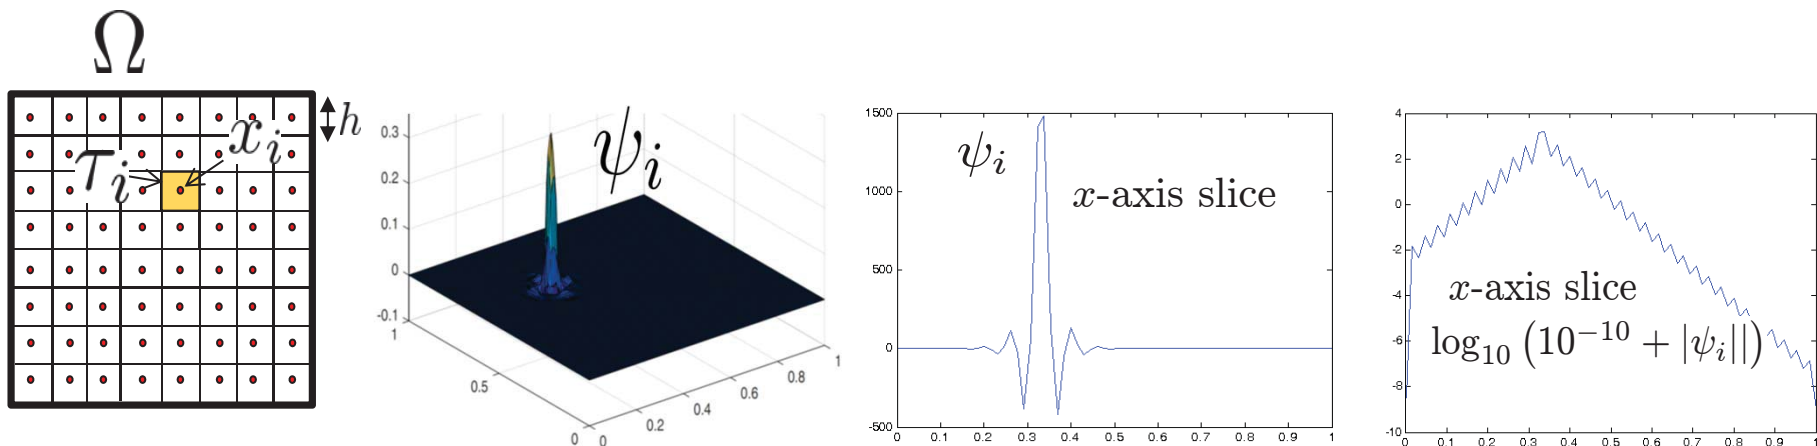 Ω
h
x_i
τ_i
ψ_i
0.3
0.2
0.1
0
-0.1
1
0.5
0
0
0.2
0.4
0.6
0.8
1
1500
1000
500
0
-500
ψ_i
x-axis slice
0 0.1 0.2 0.3 0.4 0.5 0.6 0.7 0.8 0.9 1
4
2
0
-2
-4
-6
-8
-10
x-axis slice
log₁₀ (10⁻¹⁰ + |ψ_i||)
0 0.1 0.2 0.3 0.4 0.5 0.6 0.7 0.8 0.9 1